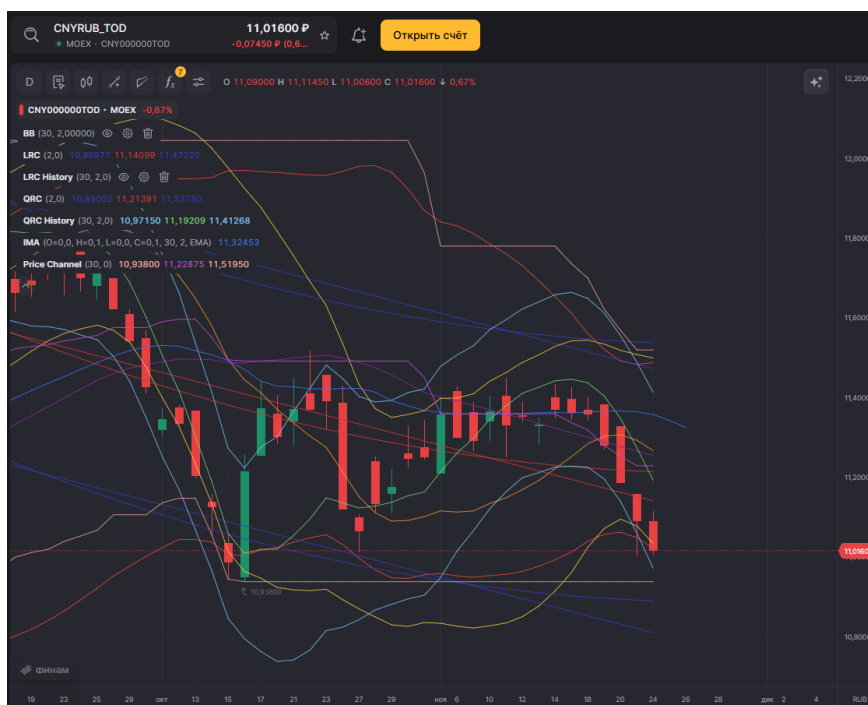 CNYRUB_TOD 11,01600 ₽
MOEX · CNY000000TOD -0,07450 ₽ (0,6...
Открыть счёт
D 7 O 11,09000 H 11,11450 L 11,00600 C 11,01600 ↓ 0,67%
CNY000000TOD • MOEX -0,67%
BB (30, 2,00000)
LRC (2,0) 10,80977 11,14099 11,47220
LRC History (30, 2,0)
QRC (2,0) 10,89002 11,21391 11,53780
QRC History (30, 2,0) 10,97150 11,19209 11,41268
IMA (O=0,0, H=0,1, L=0,0, C=0,1, 30, 2, EMA) 11,32453
Price Channel (30, 0) 10,93800 11,22875 11,51950
12,2000
12,0000
11,8000
11,6000
11,4000
11,2000
11,0160
10,8000
10,93800
Финам
19 23 25 29 окт 13 15 17 21 23 27 29 ноя 6 10 12 14 18 20 24 26 28 дек 2 4 RUB